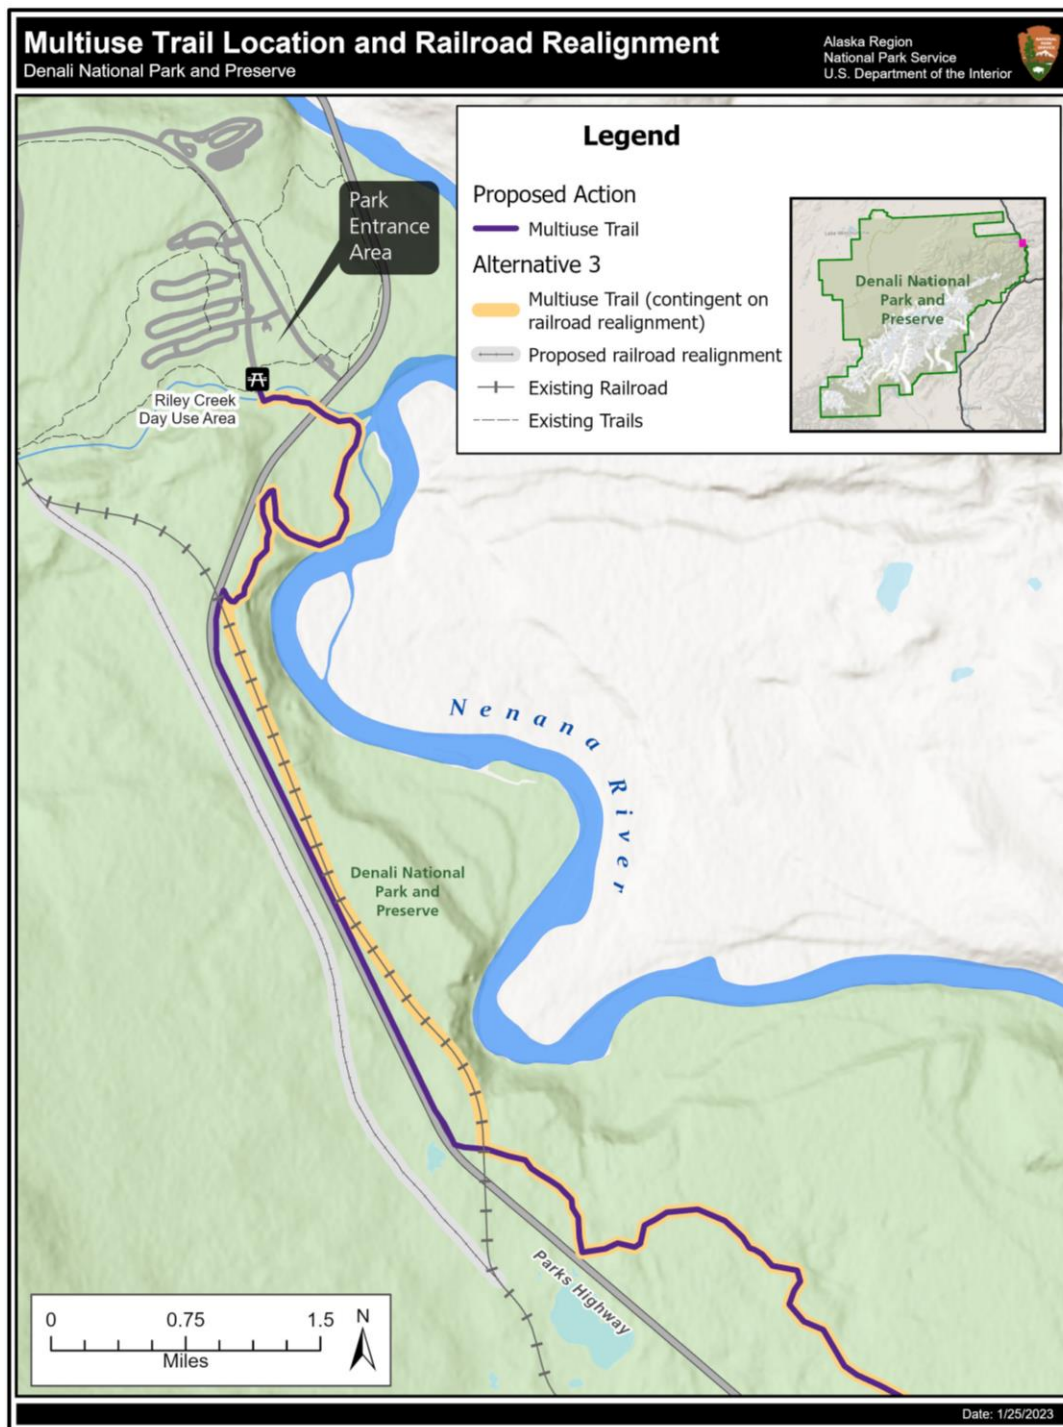 Multiuse Trail Location and Railroad Realignment
Denali National Park and Preserve
Alaska Region
National Park Service
U.S. Department of the Interior
Legend
Proposed Action
Multiuse Trail
Alternative 3
Multiuse Trail (contingent on
railroad realignment)
Proposed railroad realignment
Existing Railroad
Existing Trails
Denali National
Park and
Preserve
Park
Entrance
Area
Riley Creek
Day Use Area
Nenana River
Denali National
Park and
Preserve
Parks Highway
0 0.75 1.5
Miles
N
Date: 1/25/2023